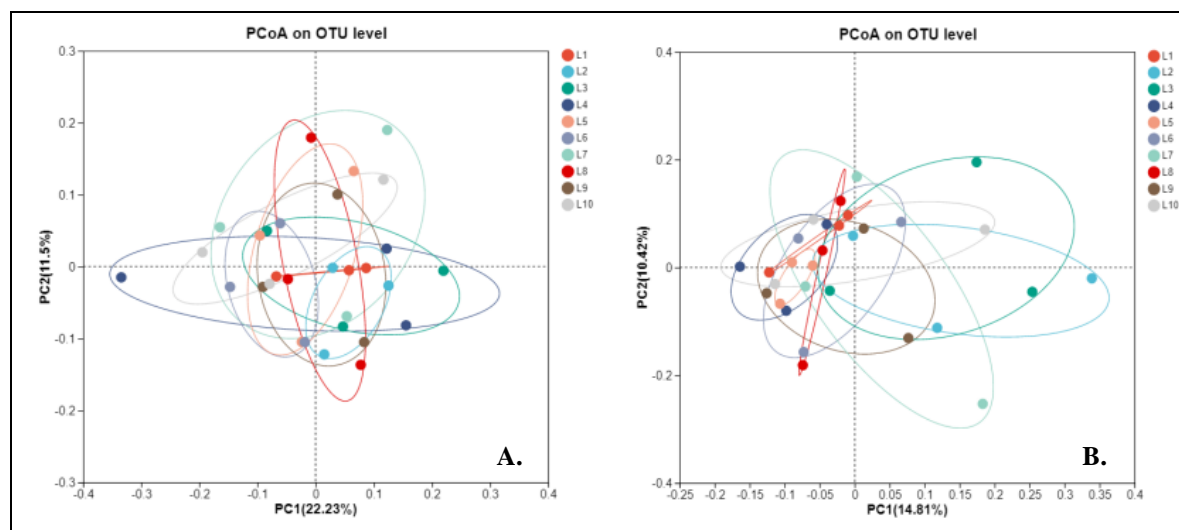 PCoA on OTU level
0.3
0.2
0.1
0
-0.1
-0.2
-0.3
PC2(11.5%)
-0.4
-0.3
-0.2
-0.1
0
0.1
0.2
0.3
0.4
PC1(22.23%)
L1
L2
L3
L4
L5
L6
L7
L8
L9
L10
A.
PCoA on OTU level
0.4
0.2
0
-0.2
-0.4
PC2(10.42%)
-0.25
-0.2
-0.15
-0.1
-0.05
0
0.05
0.1
0.15
0.2
0.25
0.3
0.35
0.4
PC1(14.81%)
L1
L2
L3
L4
L5
L6
L7
L8
L9
L10
B.